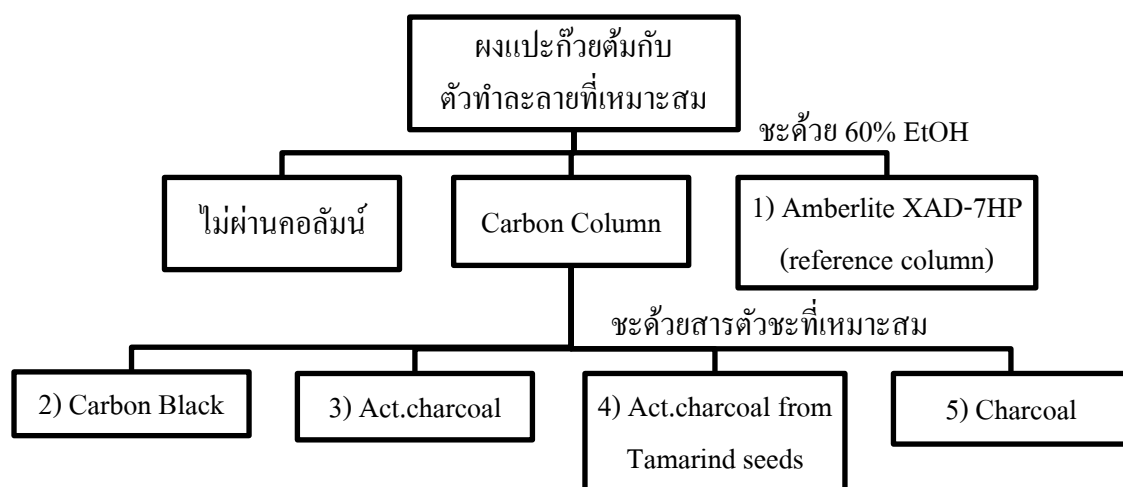 ผงแปะก๊วยต้มกับ
ตัวทำละลายที่เหมาะสม
ชะด้วย 60% EtOH
ไม่ผ่านคอลัมน์
Carbon Column
1) Amberlite XAD-7HP
(reference column)
ชะด้วยสารตัวชะที่เหมาะสม
2) Carbon Black
3) Act.charcoal
4) Act.charcoal from
Tamarind seeds
5) Charcoal